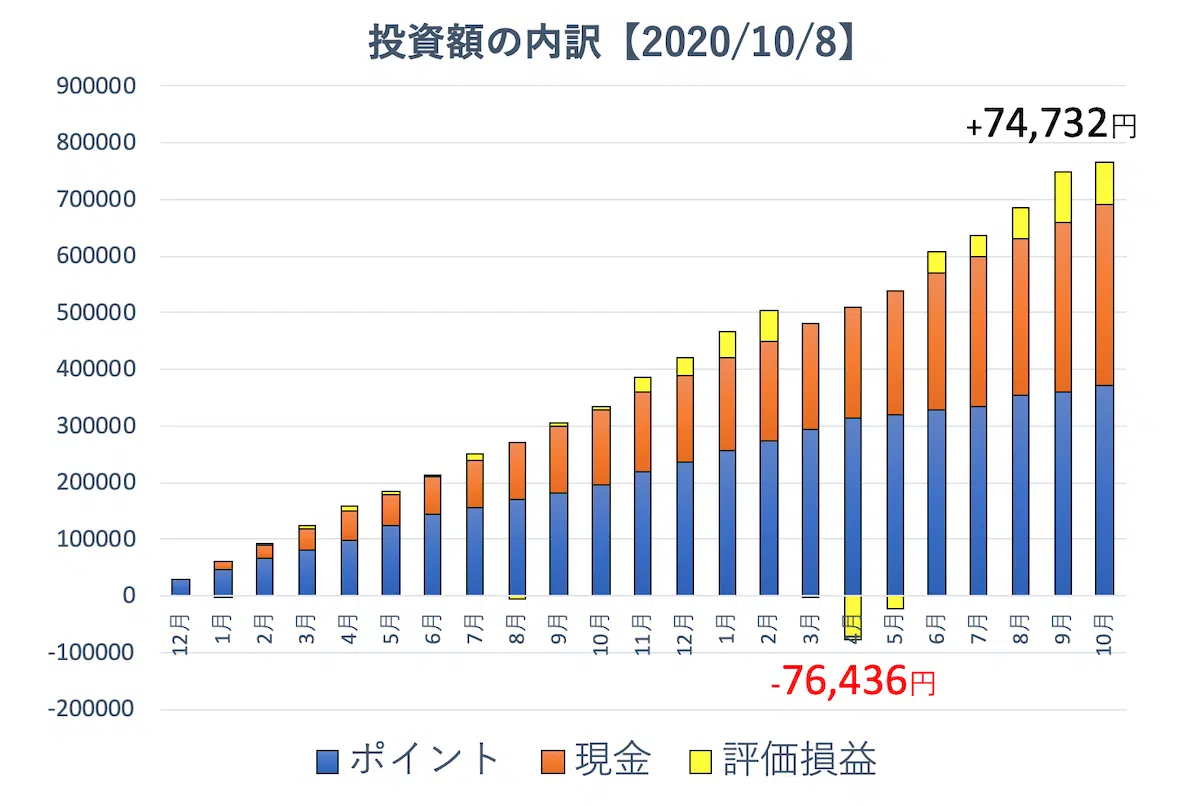 投資額の内訳【2020/10/8】
900000
800000
700000
600000
500000
400000
300000
200000
100000
0
-100000
-200000
+74,732円
12月
1月
2月
3月
4月
5月
6月
7月
8月
9月
10月
11月
12月
1月
2月
3月
4月
5月
6月
7月
8月
9月
10月
-76,436円
ポイント 現金 評価損益